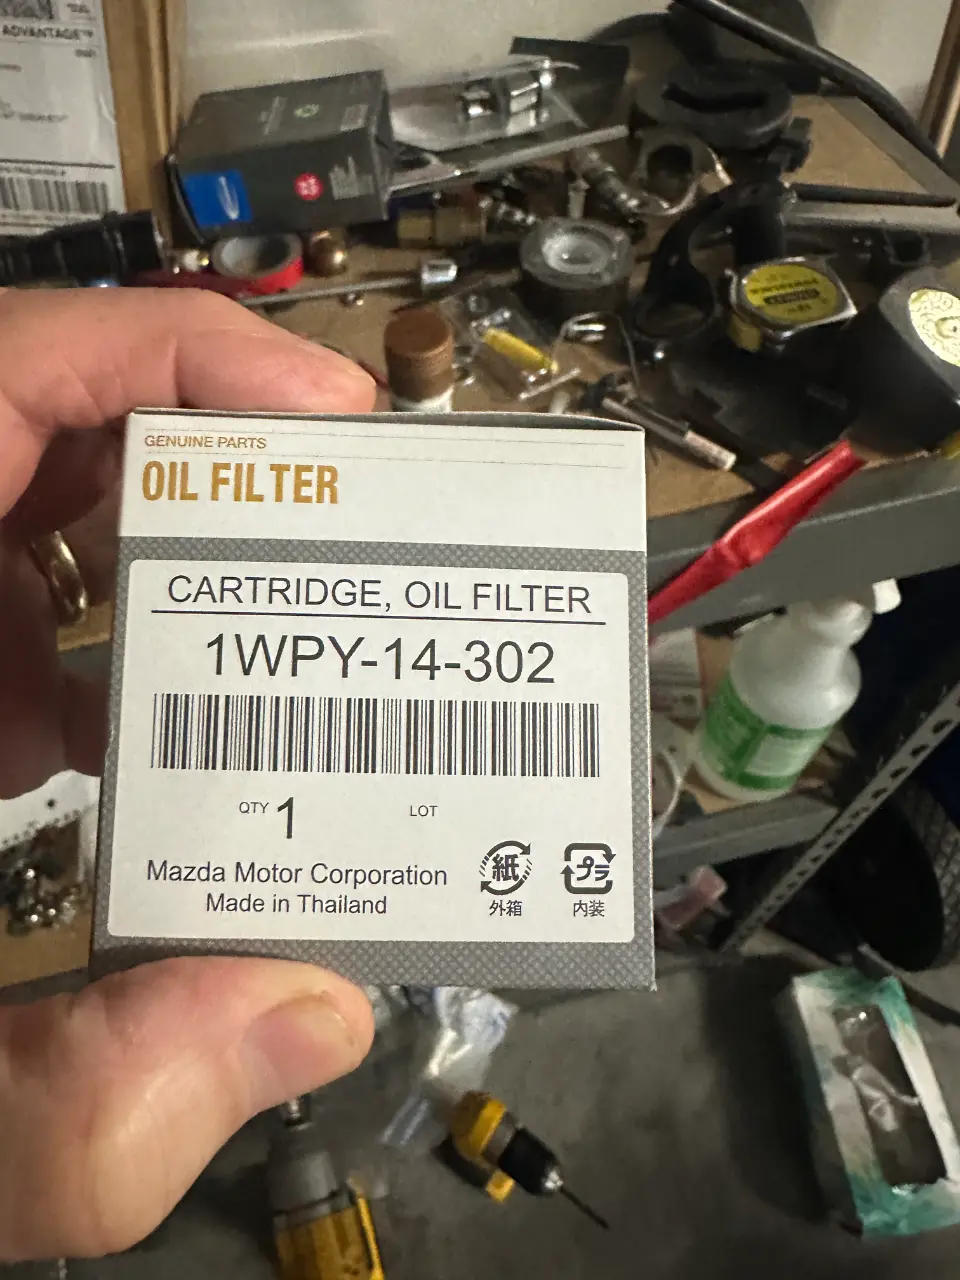 ADVANTAGE™
GENUINE PARTS
OIL FILTER
CARTRIDGE, OIL FILTER
1WPY-14-302
QTY 1
LOT
Mazda Motor Corporation
Made in Thailand
紙
外箱
プラ
内装